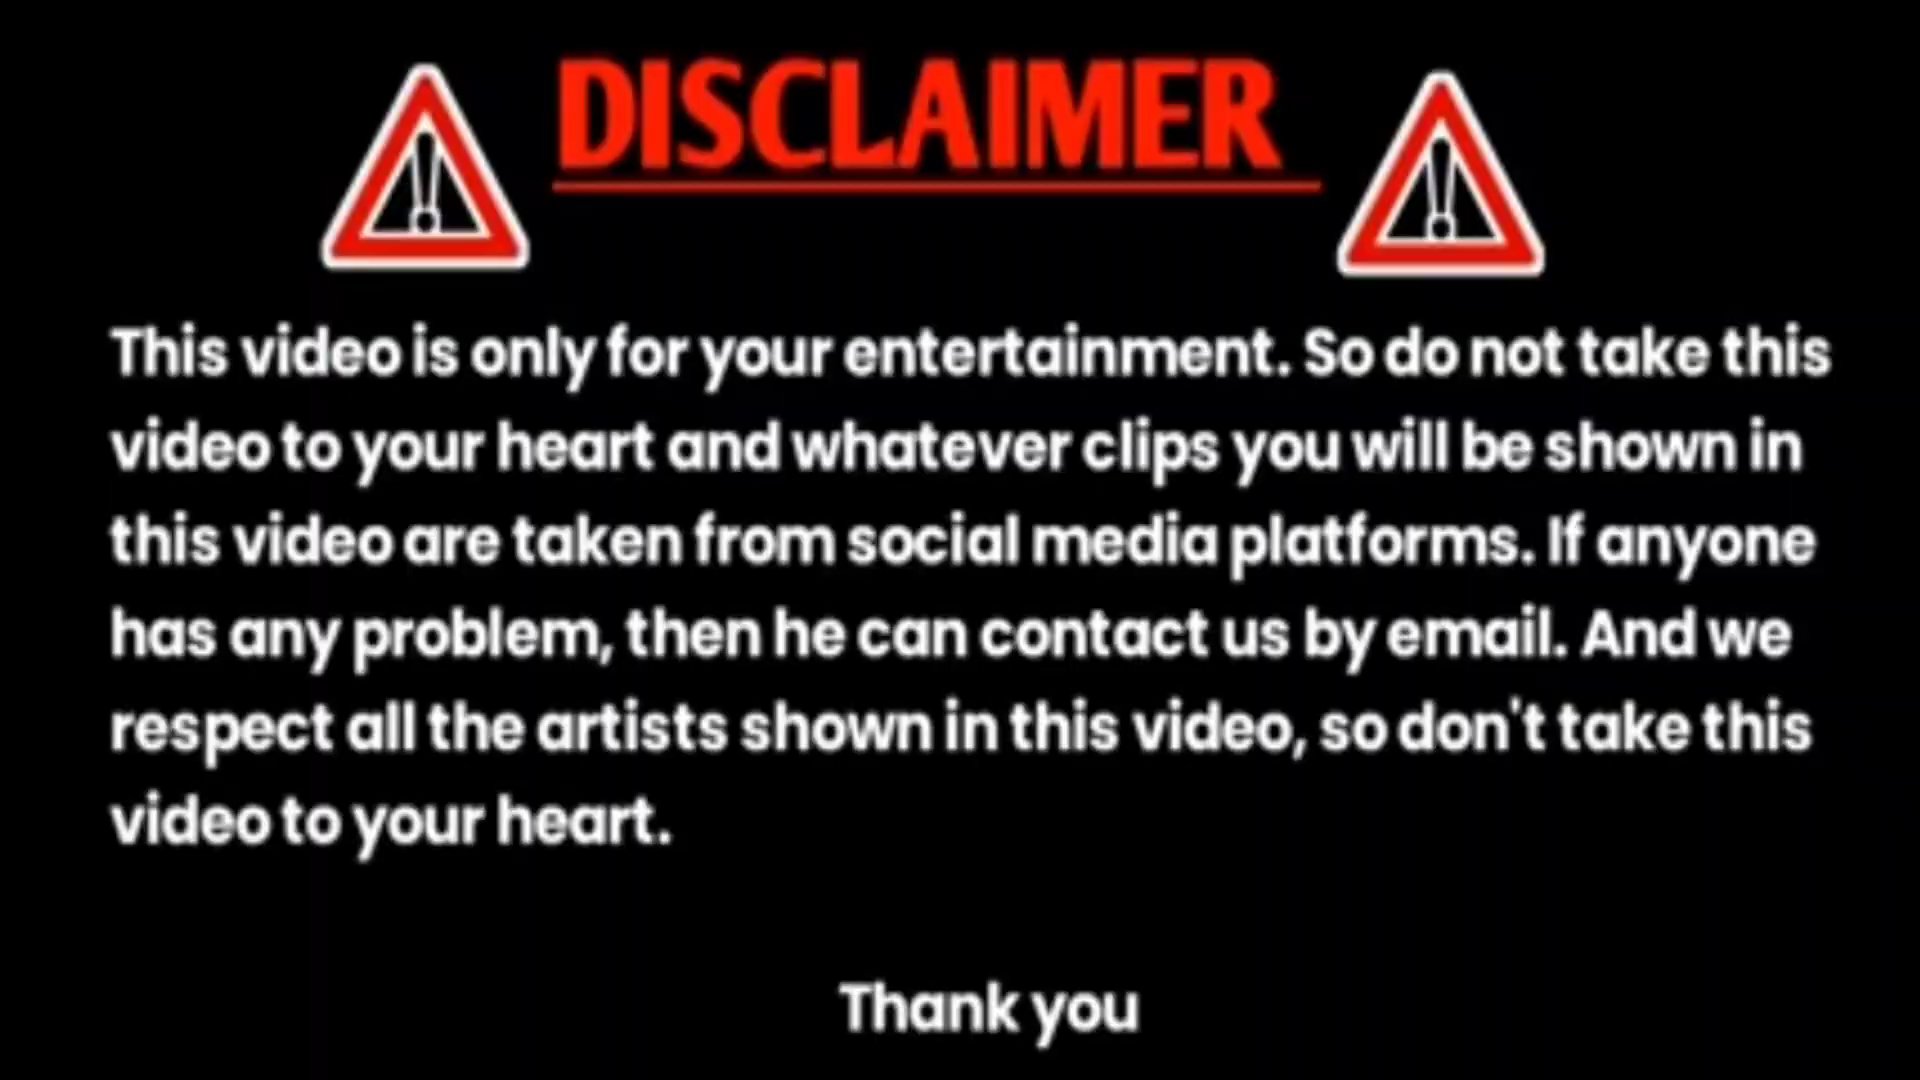 DISCLAIMER
This video is only for your entertainment. So do not take this
video to your heart and whatever clips you will be shown in
this video are taken from social media platforms. If anyone
has any problem, then he can contact us by email. And we
respect all the artists shown in this video, so don't take this
video to your heart.
Thank you